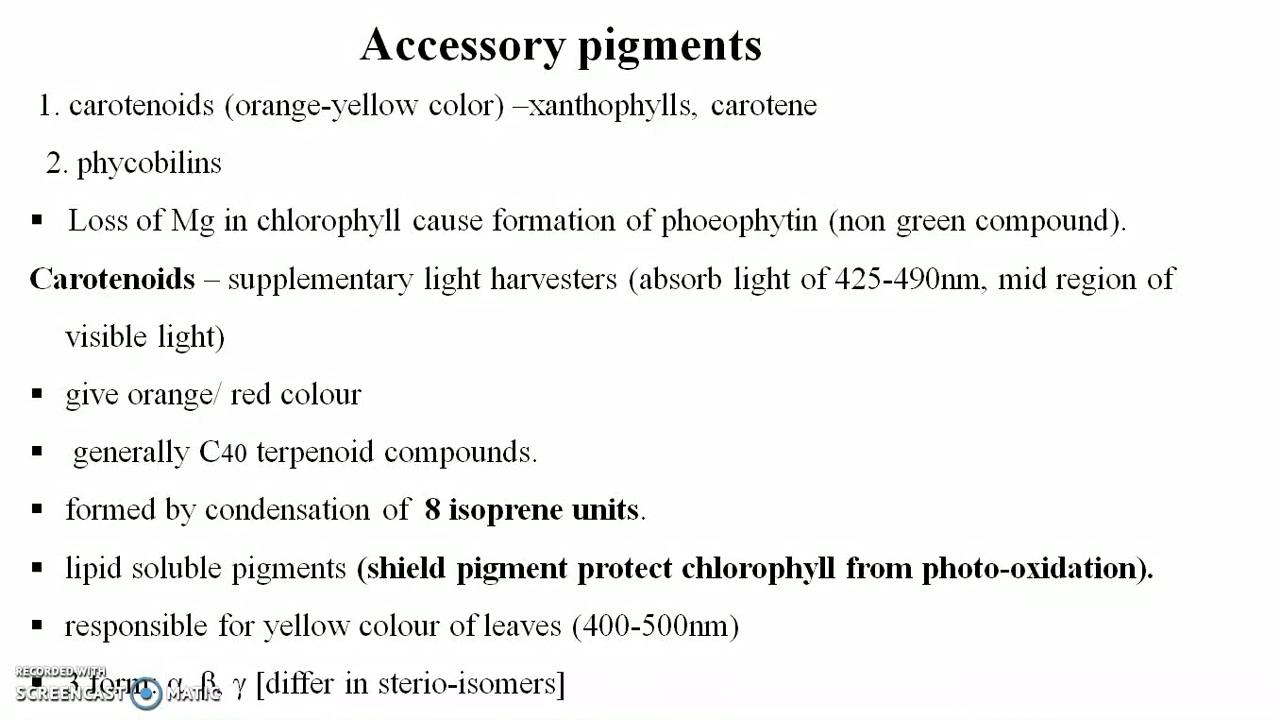 Accessory pigments
1. carotenoids (orange-yellow color) –xanthophylls, carotene
2. phycobilins
▪ Loss of Mg in chlorophyll cause formation of phoeophytin (non green compound).
Carotenoids – supplementary light harvesters (absorb light of 425-490nm, mid region of
visible light)
▪ give orange/ red colour
▪ generally C40 terpenoid compounds.
▪ formed by condensation of 8 isoprene units.
▪ lipid soluble pigments (shield pigment protect chlorophyll from photo-oxidation).
▪ responsible for yellow colour of leaves (400-500nm)
▪ 3 form: α, β, γ [differ in sterio-isomers]
RECORDED WITH
SCREENCAST MATIC